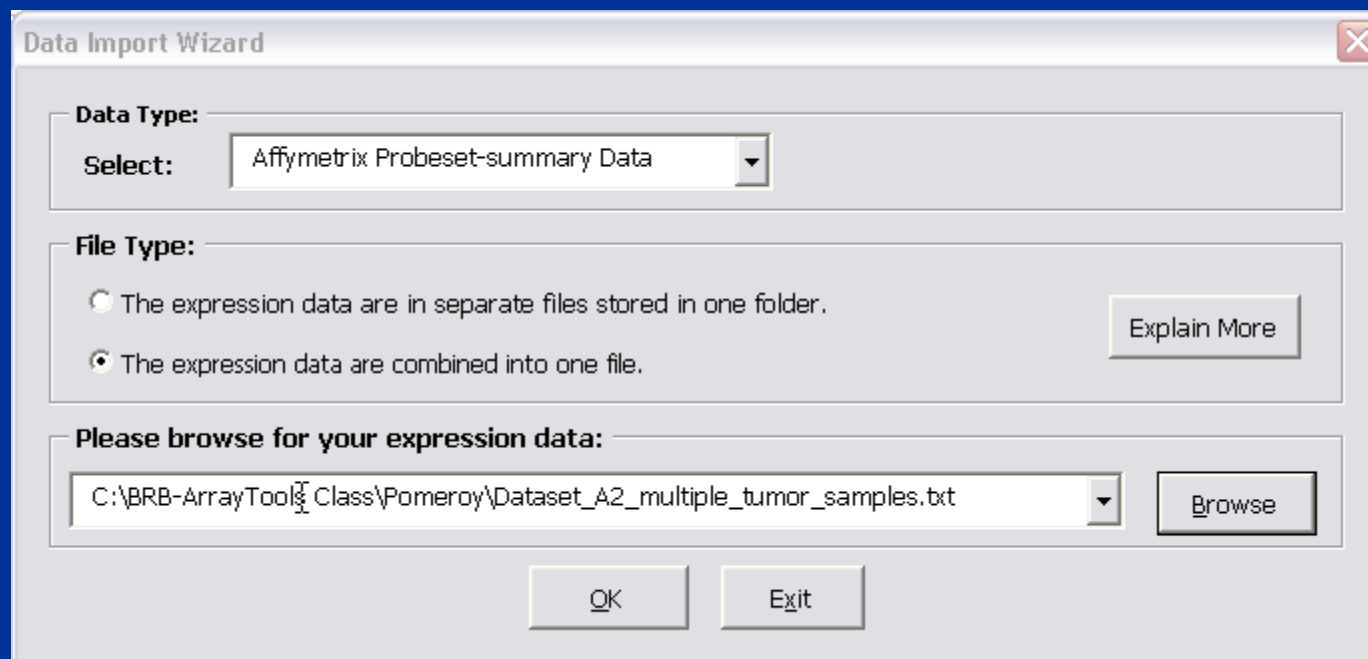 Data Import Wizard
Data Type:
Select: Affymetrix Probeset-summary Data
File Type:
The expression data are in separate files stored in one folder.
Explain More
The expression data are combined into one file.
Please browse for your expression data:
C:\BRB-ArrayTools Class\Pomeroy\Dataset_A2_multiple_tumor_samples.txt
Browse
OK Exit